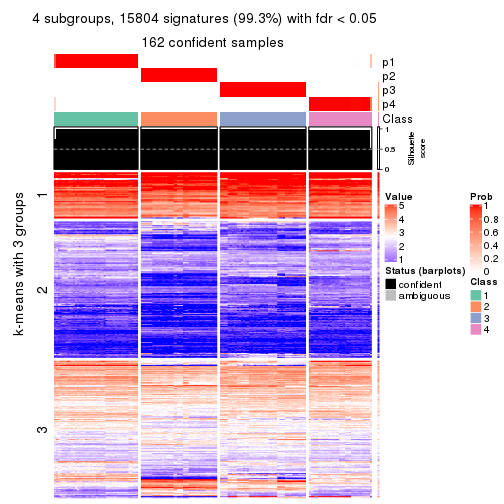 4 subgroups, 15804 signatures (99.3%) with fdr < 0.05
162 confident samples
p1
p2
p3
p4
Class
1
0.5
0
Silhouette
score
k-means with 3 groups
1
2
3
Value
5
4
3
2
1
Status (barplots)
confident
ambiguous
Prob
1
0.8
0.6
0.4
0.2
0
Class
1
2
3
4